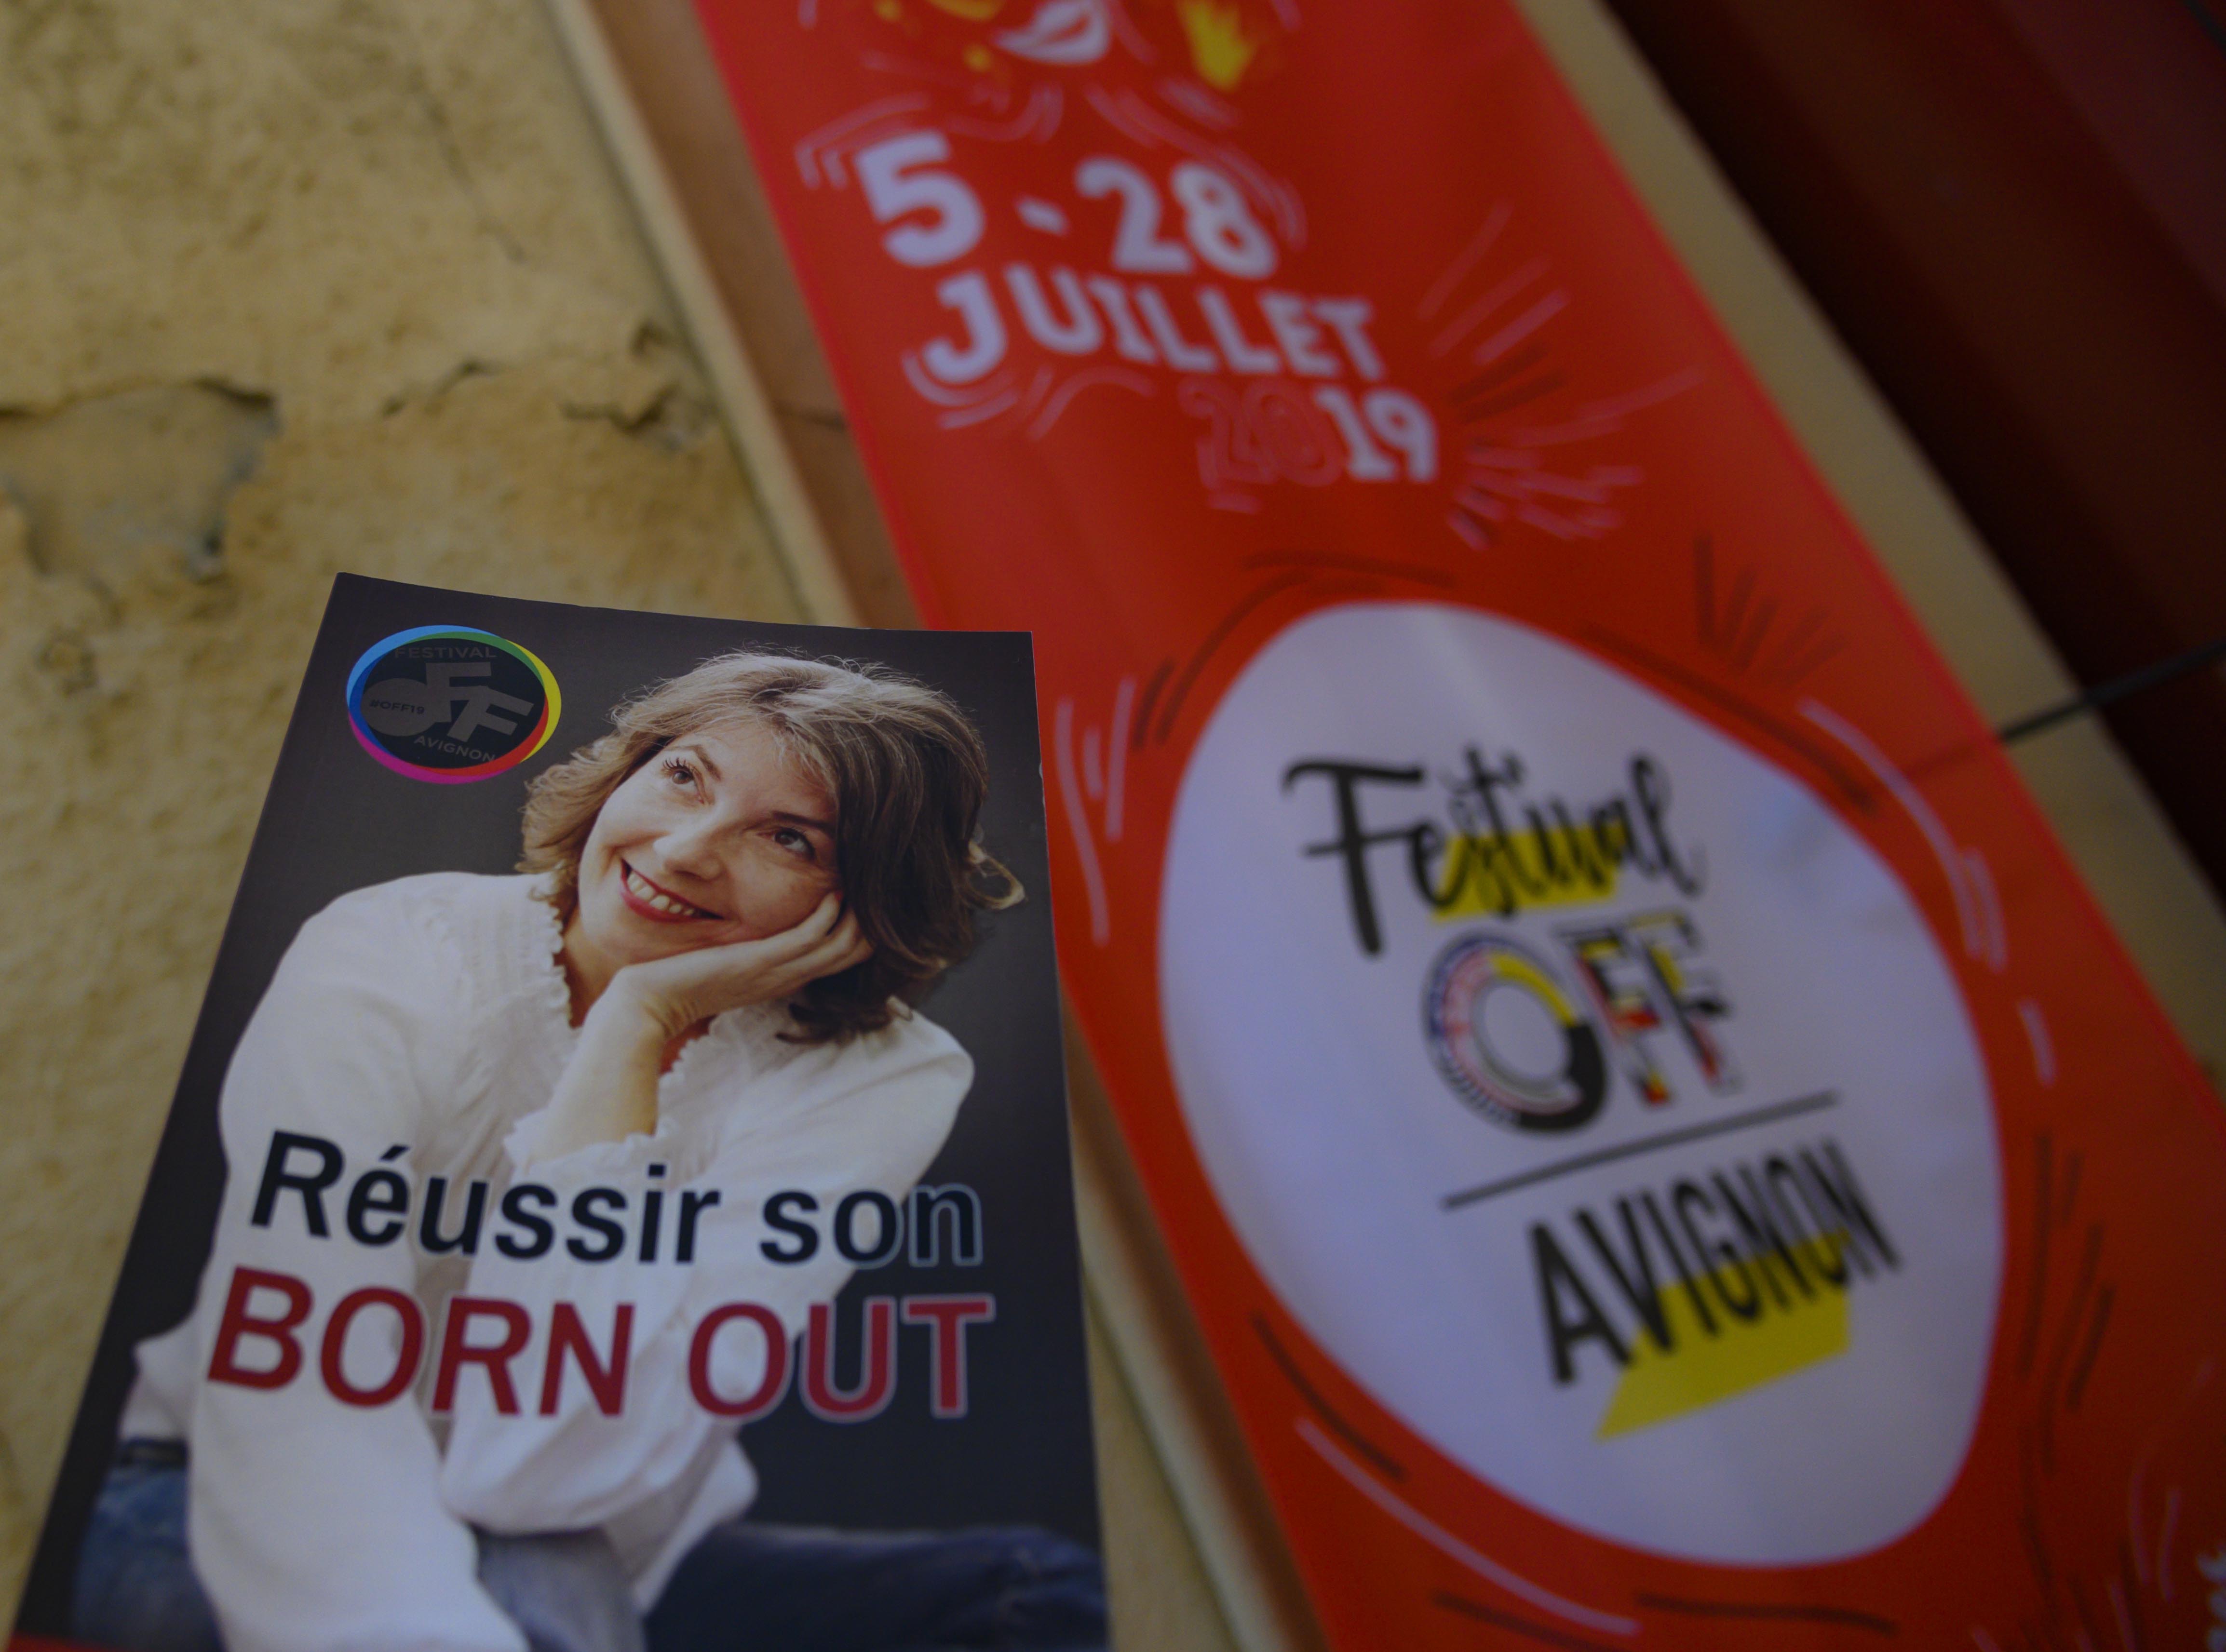 5 - 28
JUILLET
2019
FESTIVAL
OFF
#OFF19
AVIGNON
Réussir son
BORN OUT
Festival
OFF
AVIGNON